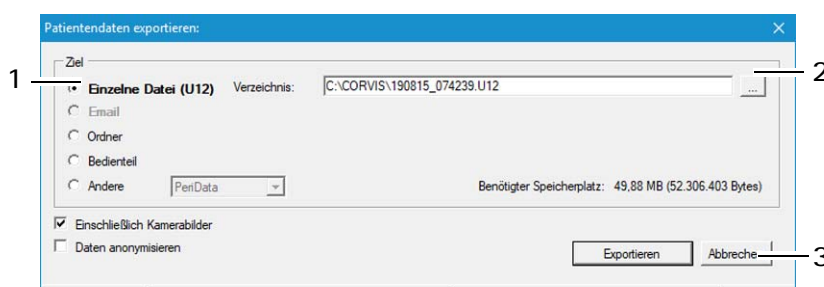 Patientendaten exportieren:
Ziel
1 Einzelne Datei (U12) Verzeichnis: C:\CORVIS\190815_074239.U12 ... 2
Email
Ordner
Bedienteil
Andere PeriData Benötigter Speicherplatz: 49,88 MB (52.306.403 Bytes)
Einschließlich Kamerabilder
Daten anonymisieren
Exportieren Abbreche 3